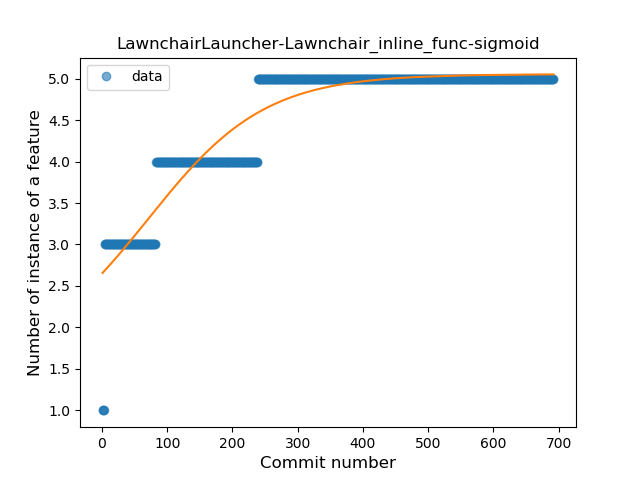 LawnchairLauncher-Lawnchair_inline_func-sigmoid
data
Number of instance of a feature
5.0
4.5
4.0
3.5
3.0
2.5
2.0
1.5
1.0
0 100 200 300 400 500 600 700
Commit number